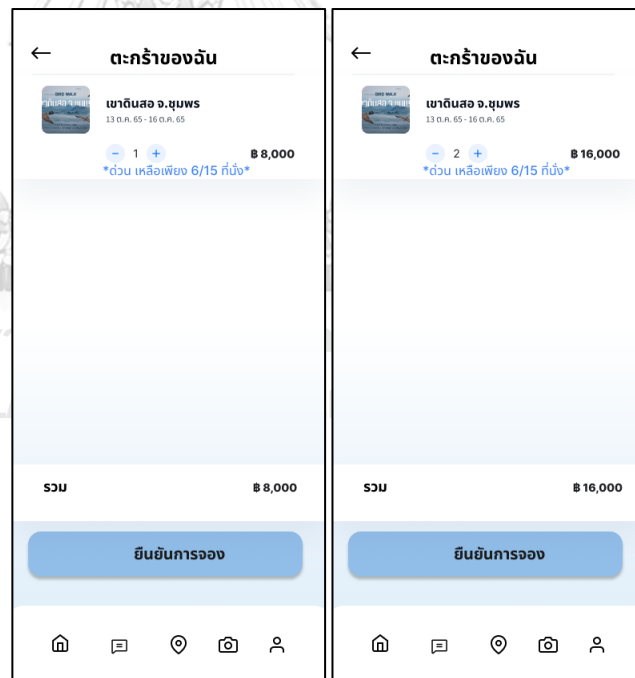 ตะกร้าของฉัน
เขาดินสอ จ.ชุมพร
13 ต.ค. 65 - 16 ต.ค. 65
- 1 + ฿ 8,000
*ด่วน เหลือเพียง 6/15 ที่นั่ง*
รวม ฿ 8,000
ยืนยันการจอง
ตะกร้าของฉัน
เขาดินสอ จ.ชุมพร
13 ต.ค. 65 - 16 ต.ค. 65
- 2 + ฿ 16,000
*ด่วน เหลือเพียง 6/15 ที่นั่ง*
รวม ฿ 16,000
ยืนยันการจอง